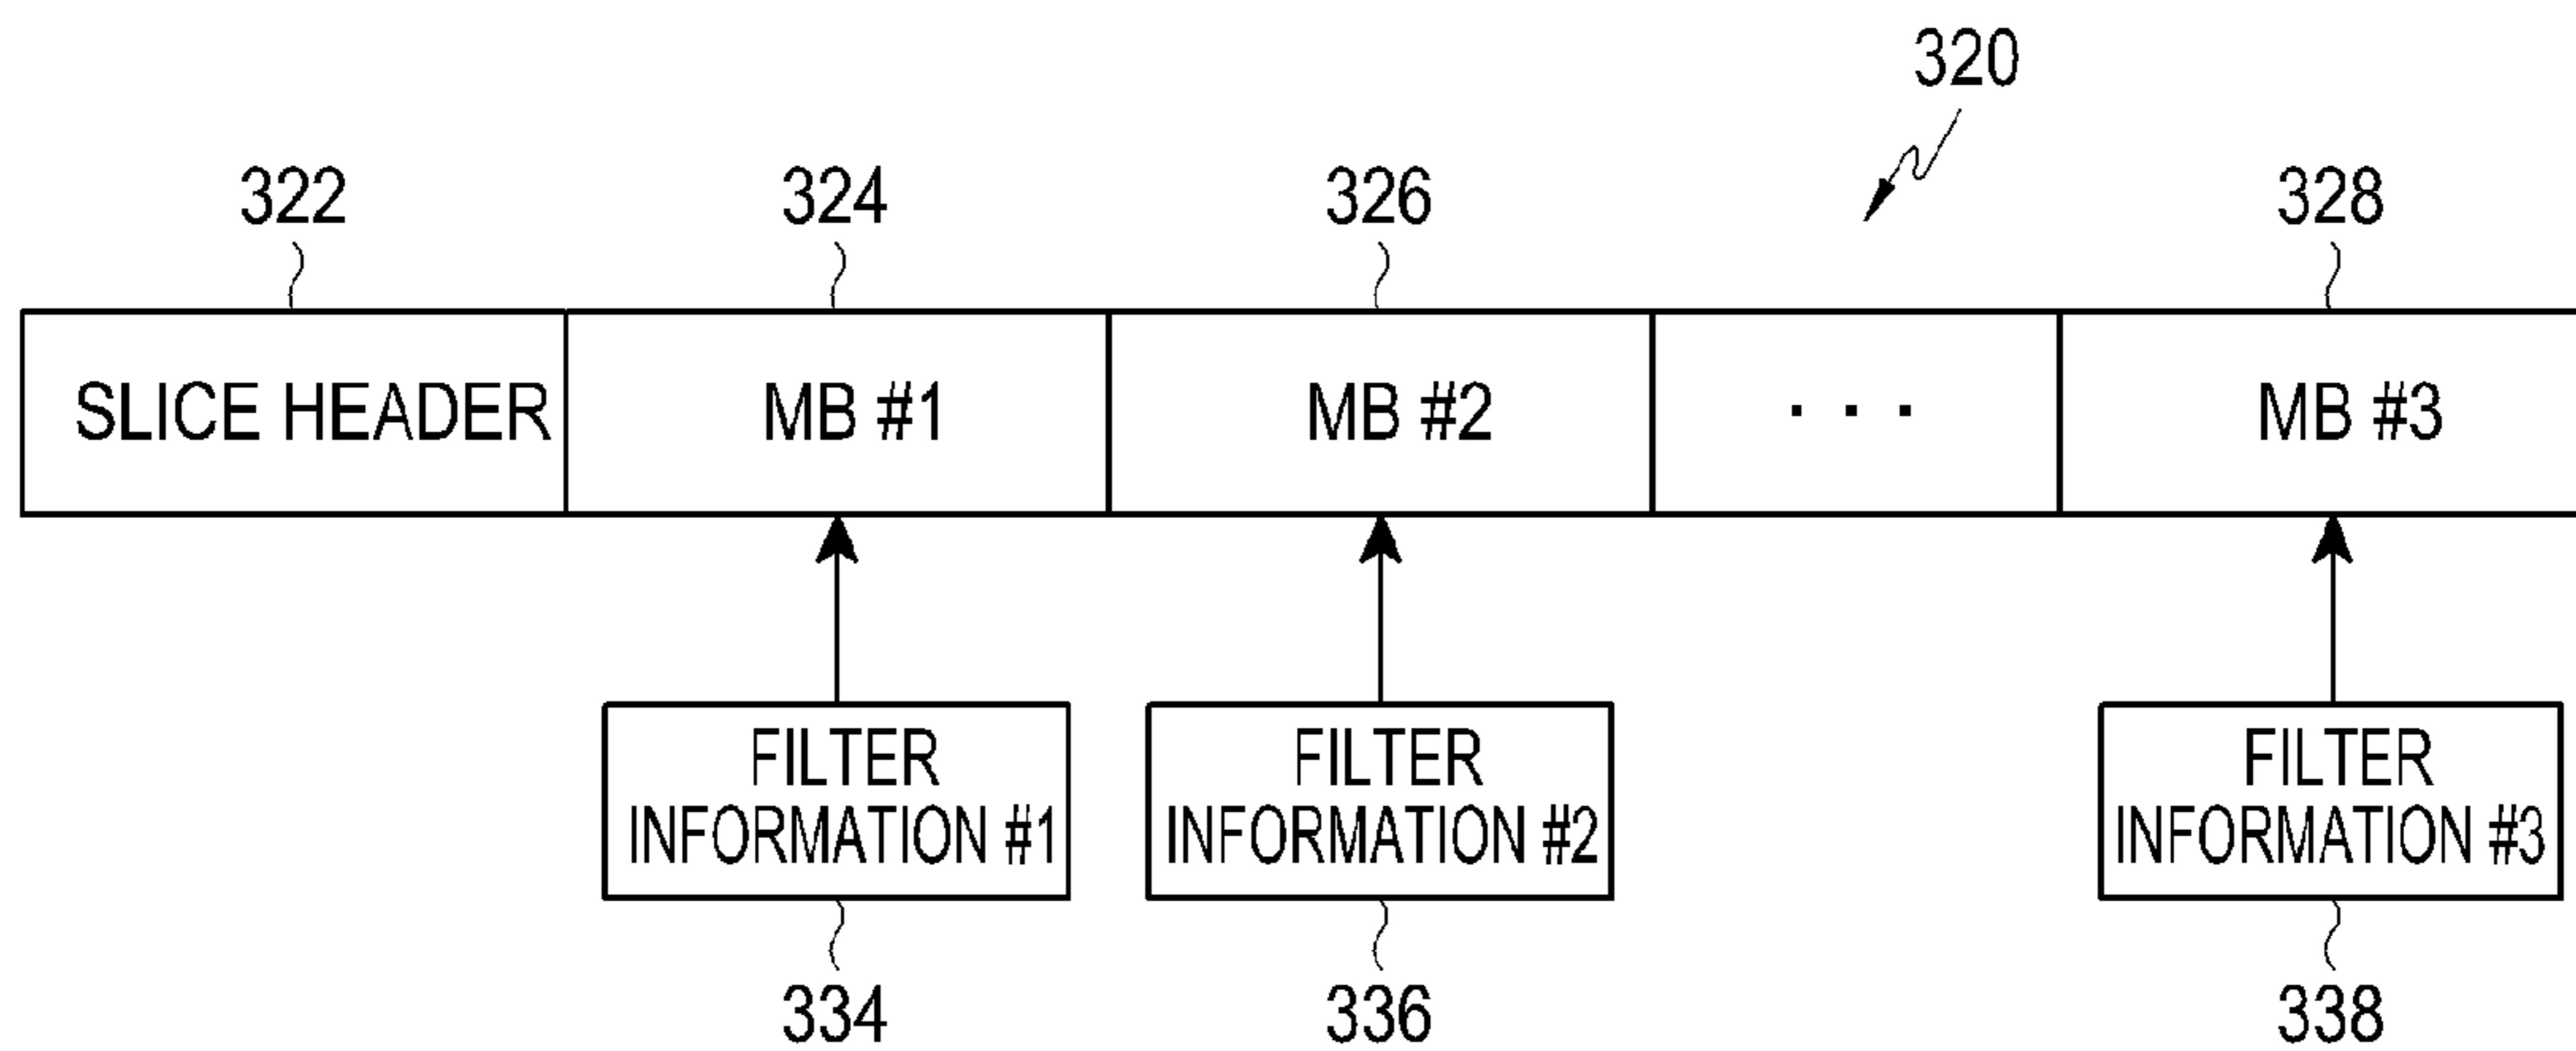 320
322
324
326
328
SLICE HEADER
MB #1
MB #2
. . .
MB #3
FILTER
INFORMATION #1
FILTER
INFORMATION #2
FILTER
INFORMATION #3
334
336
338